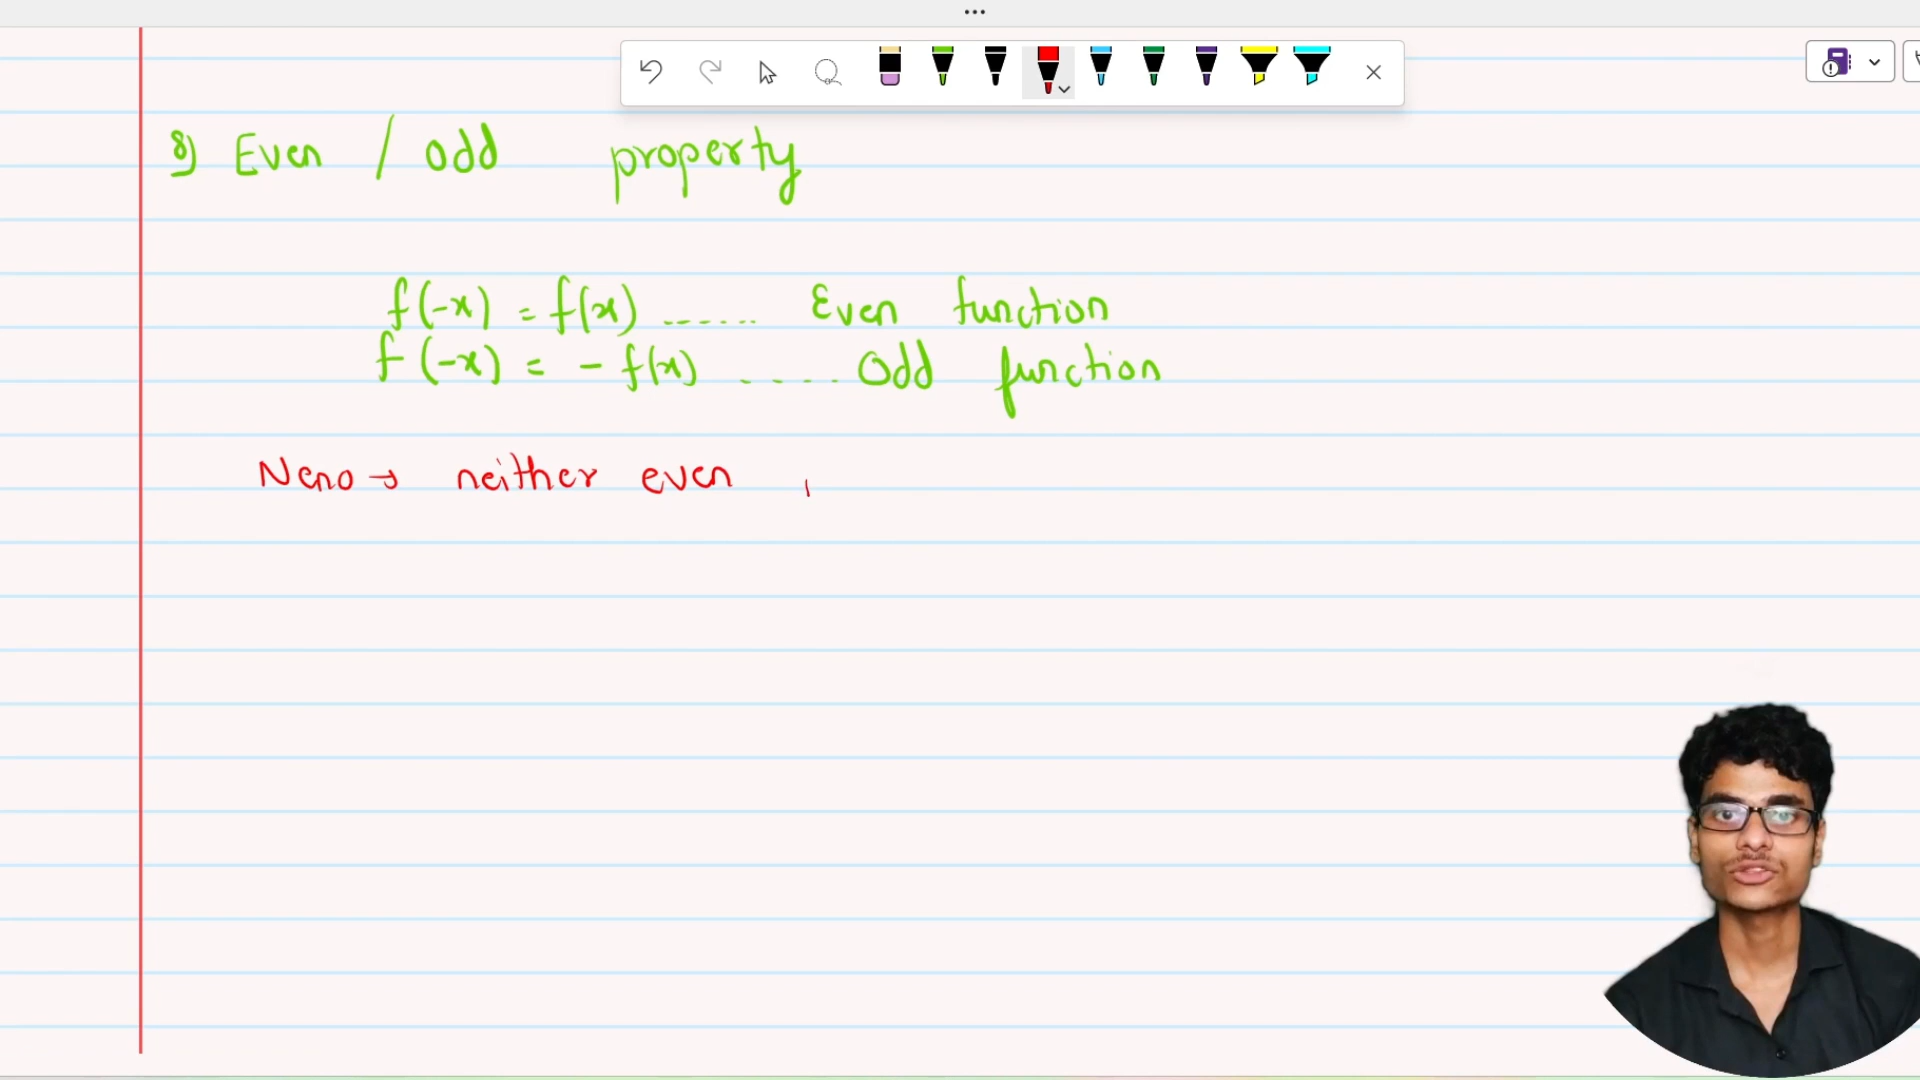 8) Even / odd property
f(-x) = f(x) ...... Even function
f(-x) = - f(x) ..... Odd function
Neno → neither even